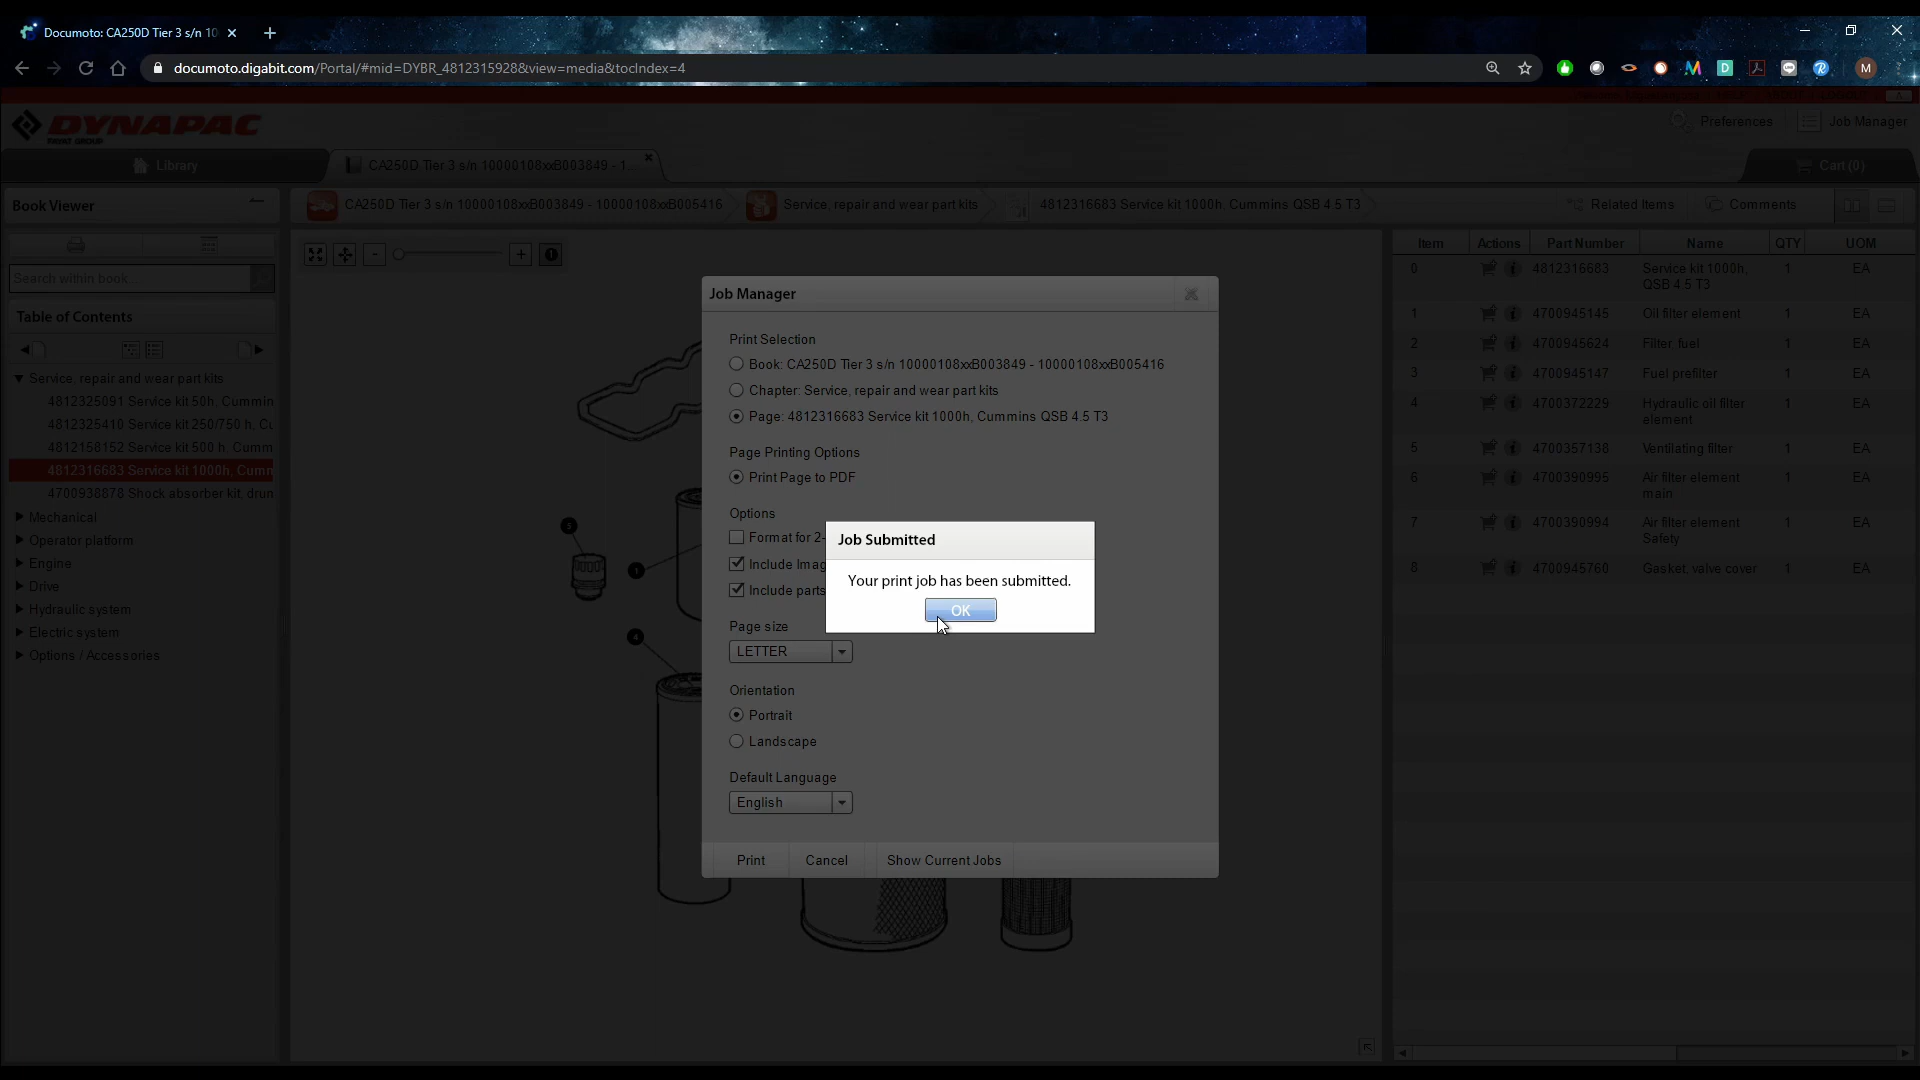 Documoto: CA250D Tier 3 s/n 10
documoto.digabit.com/Portal/#mid=DYBR_4812315928&view=media&tocIndex=4
M
DYNAPAC
FAYAT GROUP
Preferences
Job Manager
Library
CA250D Tier 3 s/n 10000108xxB003849 - 1...
Cart (0)
Book Viewer
CA250D Tier 3 s/n 10000108xxB003849 - 10000108xxB005416
Service, repair and wear part kits
4812316683 Service kit 1000h, Cummins QSB 4.5 T3
Related Items
Comments
Search within book...
Table of Contents
Service, repair and wear part kits
4812325091 Service kit 50h, Cummin
4812325410 Service kit 250/750 h, Cu
4812158152 Service kit 500 h, Cumm
4812316683 Service kit 1000h, Cumm
4700938878 Shock absorber kit, drun
Mechanical
Operator platform
Engine
Drive
Hydraulic system
Electric system
Options / Accessories
5
1
4
Job Manager
Print Selection
Book: CA250D Tier 3 s/n 10000108xxB003849 - 10000108xxB005416
Chapter: Service, repair and wear part kits
Page: 4812316683 Service kit 1000h, Cummins QSB 4.5 T3
Page Printing Options
Print Page to PDF
Options
Format for 2-
Include Imag
Include parts
Page size
LETTER
Orientation
Portrait
Landscape
Default Language
English
Print
Cancel
Show Current Jobs
Job Submitted
Your print job has been submitted.
OK
Item Actions Part Number Name QTY UOM
0 4812316683 Service kit 1000h, QSB 4.5 T3 1 EA
1 4700945145 Oil filter element 1 EA
2 4700945624 Filter, fuel 1 EA
3 4700945147 Fuel prefilter 1 EA
4 4700372229 Hydraulic oil filter element 1 EA
5 4700357138 Ventilating filter 1 EA
6 4700390995 Air filter element main 1 EA
7 4700390994 Air filter element Safety 1 EA
8 4700945760 Gasket, valve cover 1 EA